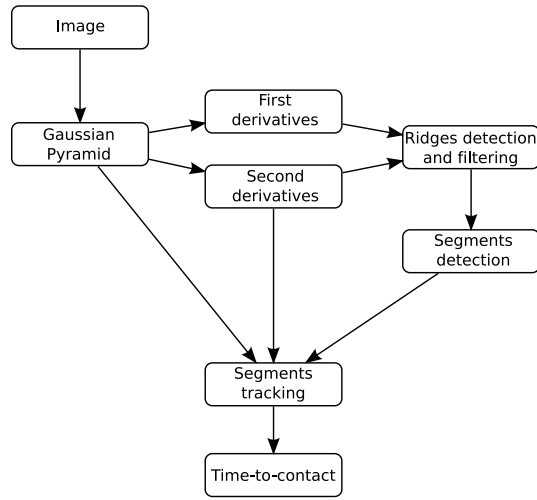 Image
Gaussian
Pyramid
First
derivatives
Second
derivatives
Ridges detection
and filtering
Segments
detection
Segments
tracking
Time-to-contact